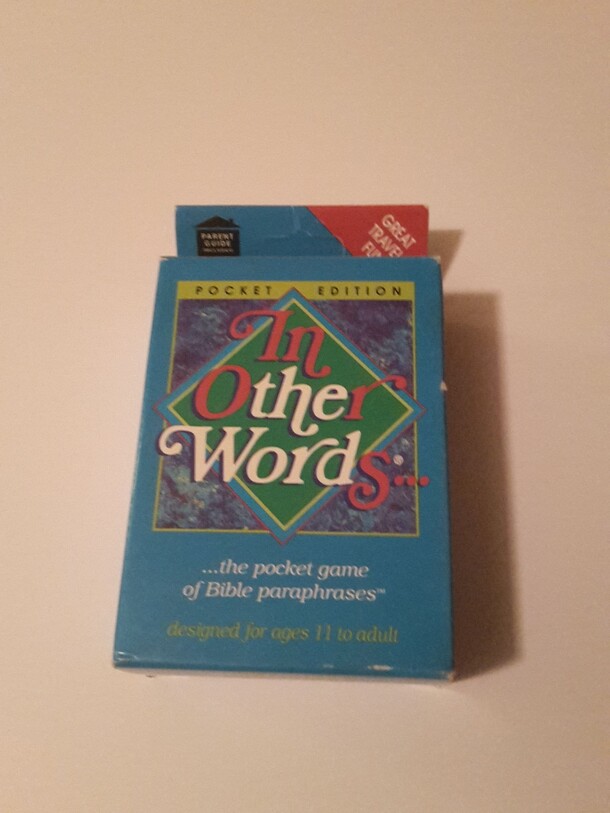 PARENT
GUIDE
GREAT
TRAVEL
POCKET EDITION
In
Other
Words®...
...the pocket game
of Bible paraphrases™
designed for ages 11 to adult